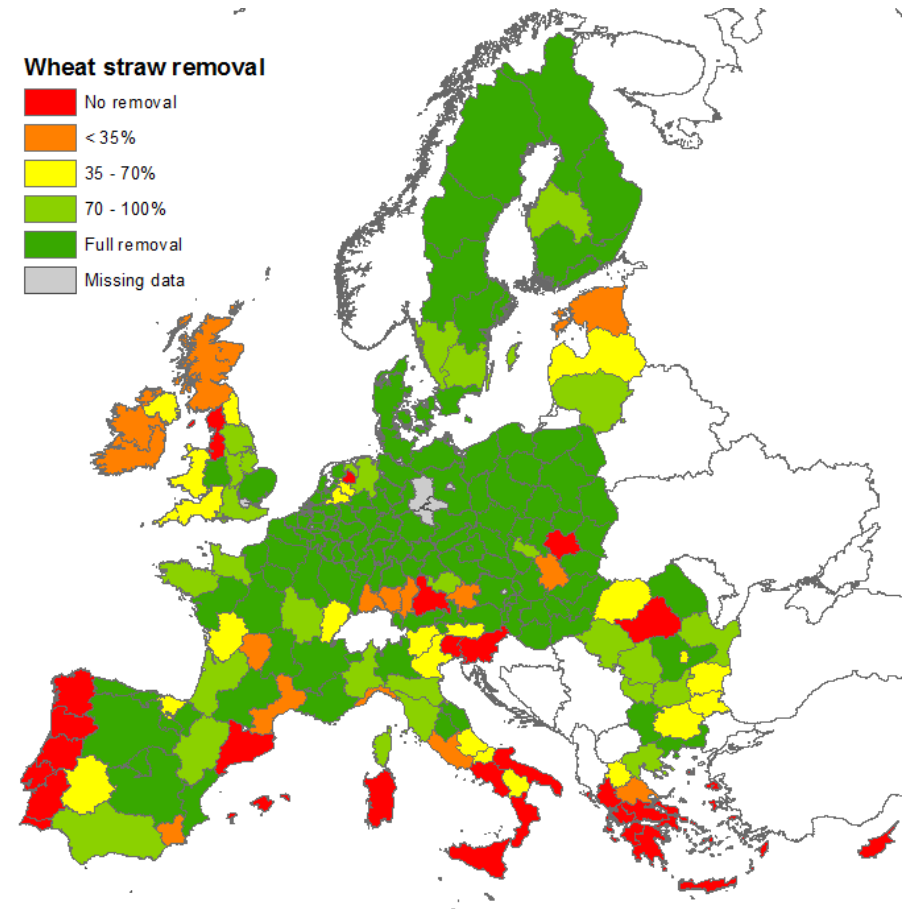 Wheat straw removal
No removal
< 35%
35 - 70%
70 - 100%
Full removal
Missing data